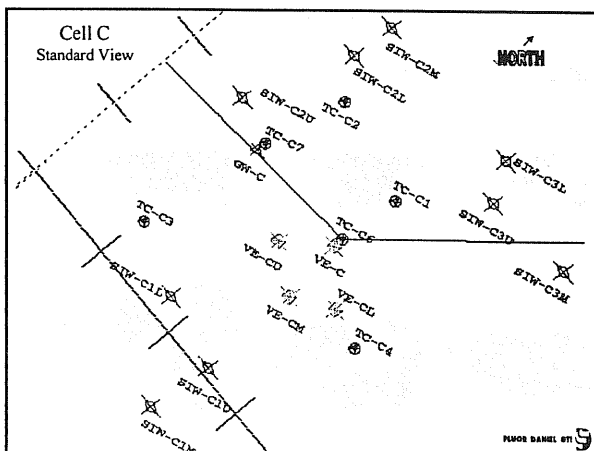 Cell C
Standard View
NORTH
SIW-C2M
SIW-C2L
SIW-C2U
TC-C2
TC-C7
GW-C
SIW-C3L
TC-C1
SIW-C3U
TC-C3
TC-C6
VE-CU
VE-C
SIW-C3M
SIW-C1L
VE-CL
VE-CM
TC-C4
SIW-C1U
SIW-C1M
FLUOR DANIEL GTI